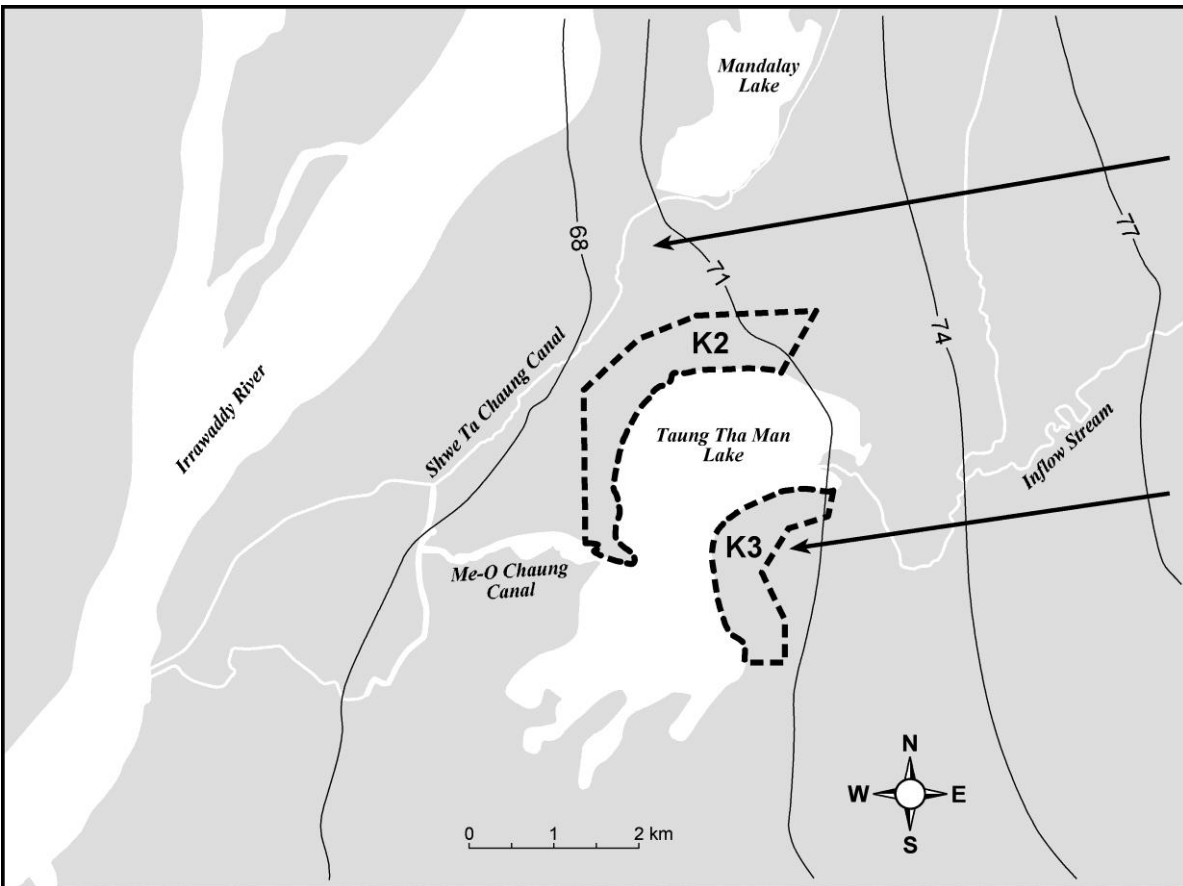 Mandalay
Lake
77
68
71
74
K2
Shwe Ta Chaung Canal
Irrawaddy River
Taung Tha Man
Lake
Inflow Stream
K3
Me-O Chaung
Canal
N
W
E
S
0 1 2 km